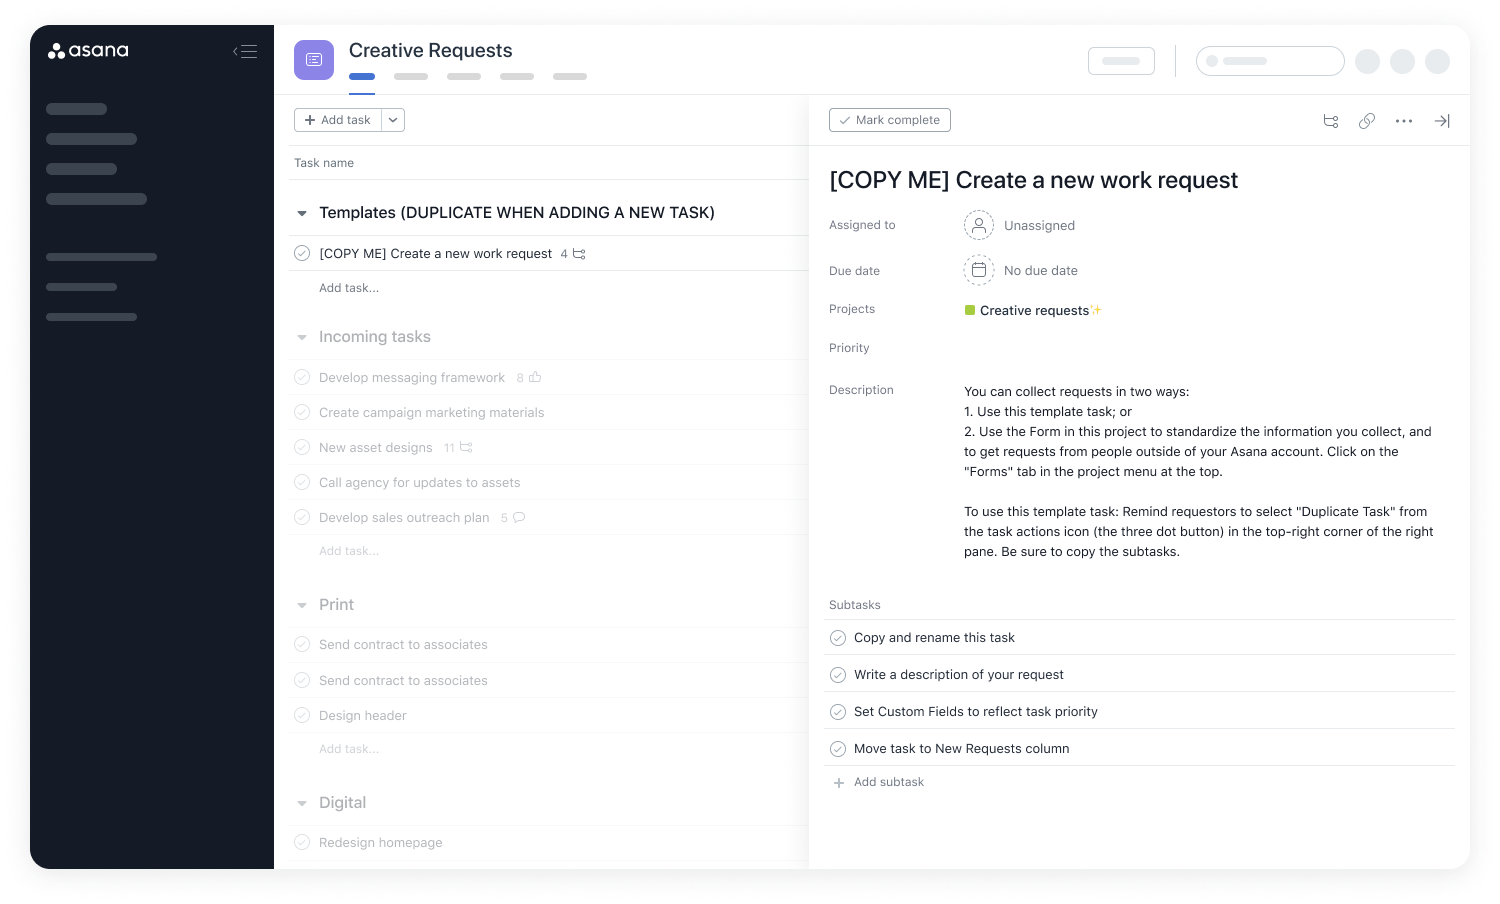 asana
Creative Requests
Add task
Task name
Templates (DUPLICATE WHEN ADDING A NEW TASK)
[COPY ME] Create a new work request 4
Add task...
Incoming tasks
Develop messaging framework 8
Create campaign marketing materials
New asset designs 11
Call agency for updates to assets
Develop sales outreach plan 5
Add task...
Print
Send contract to associates
Send contract to associates
Design header
Add task...
Digital
Redesign homepage
Mark complete
[COPY ME] Create a new work request
Assigned to Unassigned
Due date No due date
Projects Creative requests✨
Priority
Description
You can collect requests in two ways:
1. Use this template task; or
2. Use the Form in this project to standardize the information you collect, and
to get requests from people outside of your Asana account. Click on the
"Forms" tab in the project menu at the top.
To use this template task: Remind requestors to select "Duplicate Task" from
the task actions icon (the three dot button) in the top-right corner of the right
pane. Be sure to copy the subtasks.
Subtasks
Copy and rename this task
Write a description of your request
Set Custom Fields to reflect task priority
Move task to New Requests column
Add subtask